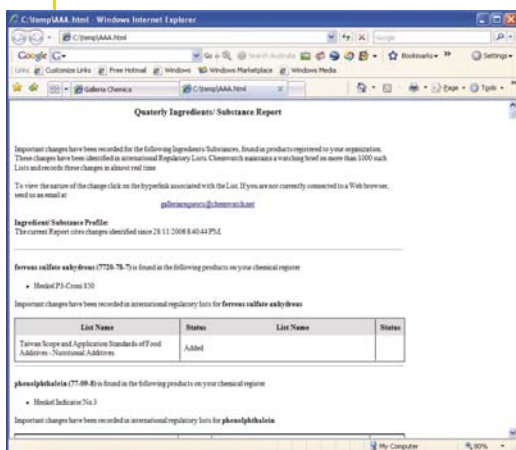 C:\temp\AAA.html - Windows Internet Explorer
C:\temp\AAA.html
Google
Google G
Go
Bookmarks
Settings
Links Customize Links Free Hotmail Windows Windows Marketplace Windows Media
Galleria Chemica C:\temp\AAA.html X
Page Tools
Quaterly Ingredients/ Substance Report
Important changes have been recorded for the following Ingredients/Substances, found in products registered to your organization.
These changes have been identified in international Regulatory Lists. Chemwatch maintains a watching brief on more than 1000 such
Lists and records these changes in almost real time
To view the nature of the change click on the hyperlink associated with the List. If you are not currently connected to a Web browser,
send us an email at:
galleriarequests@chemwatch.net
Ingredient/ Substance Profile:
The current Report cites changes identified since 28/11/2006 8:40:44 PM.
ferrous sulfate anhydrous (7720-78-7) is found in the following products on your chemical register
• Henkel P3-Croni 850
Important changes have been recorded in international regulatory lists for ferrous sulfate anhydrous
List Name Status List Name Status
Taiwan Scope and Application Standards of Food
Additives - Nutritional Additives
Added
phenolphthalein (77-09-8) is found in the following products on your chemical register
• Henkel Indicator No.3
Important changes have been recorded in international regulatory lists for phenolphthalein
My Computer
80%